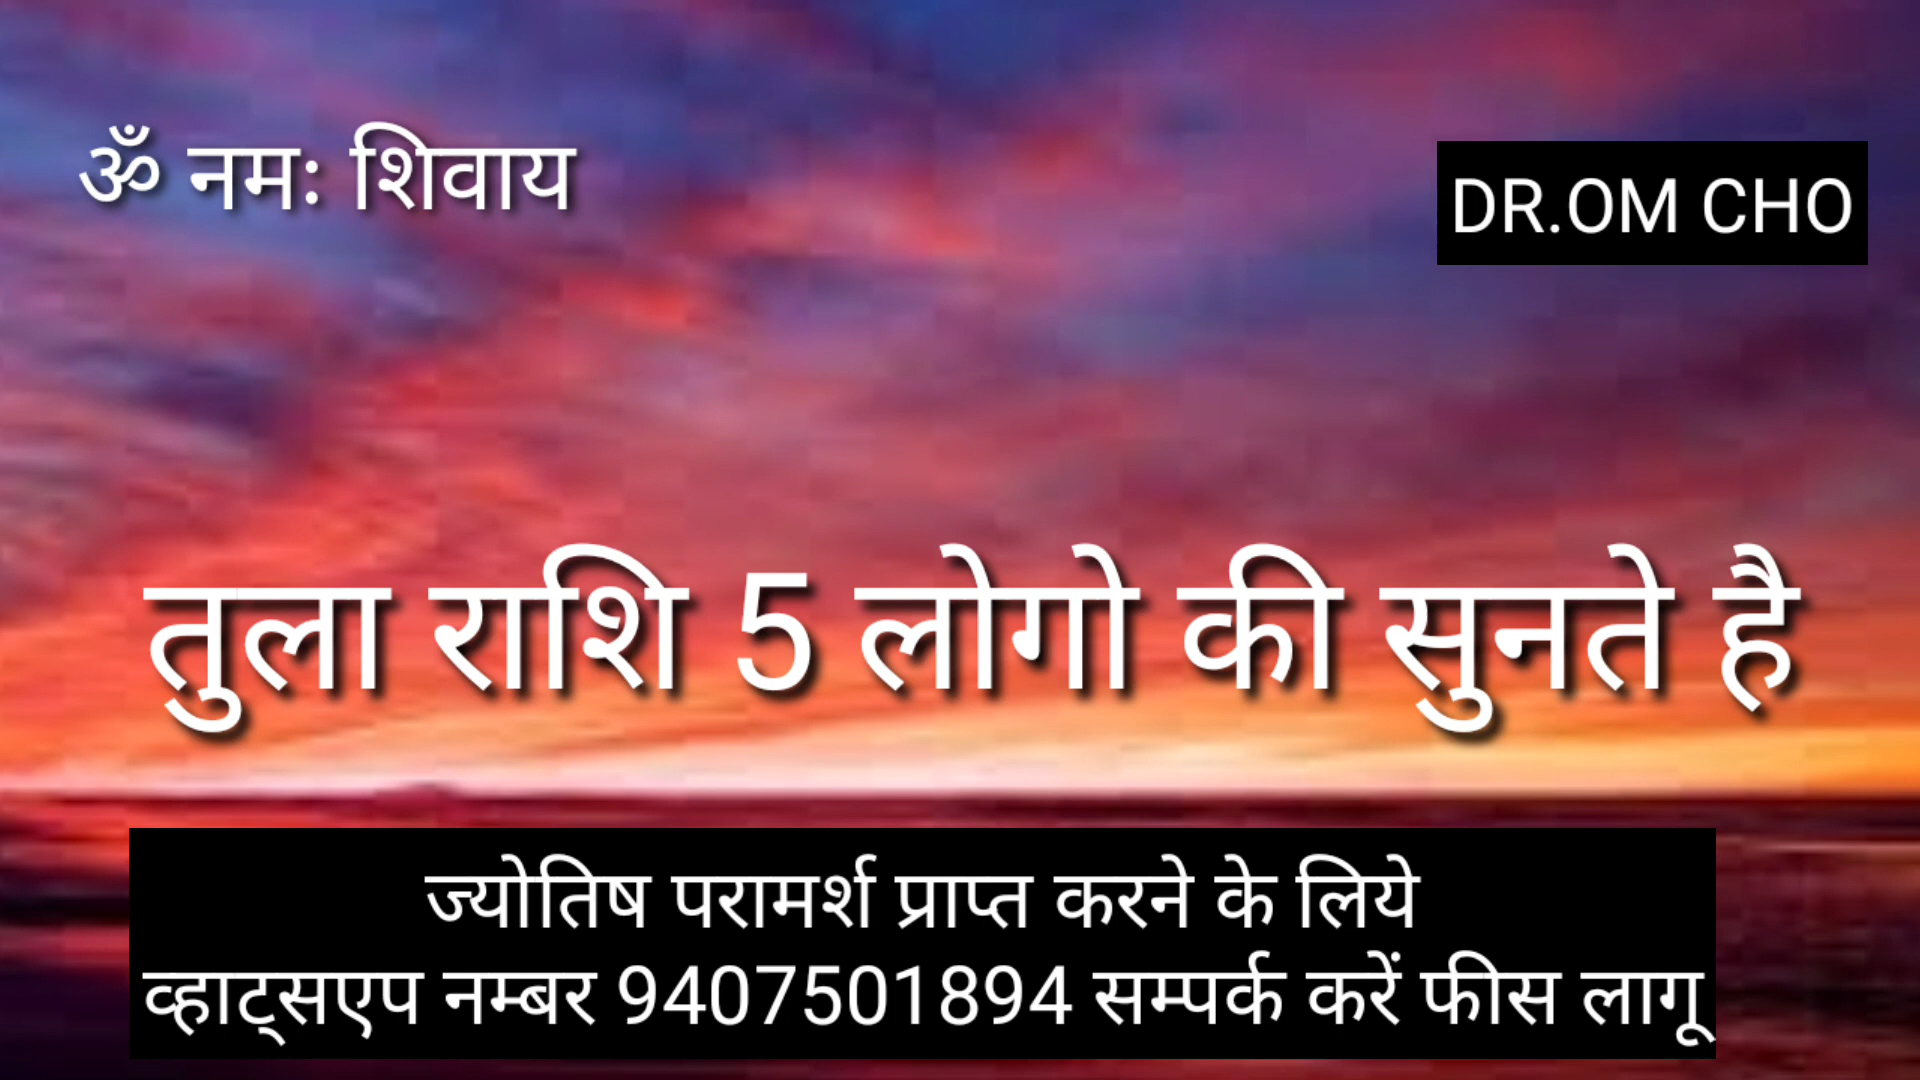 ॐ नमः शिवाय
DR.OM CHO
तुला राशि 5 लोगो की सुनते है
ज्योतिष परामर्श प्राप्त करने के लिये
व्हाट्सएप नम्बर 9407501894 सम्पर्क करें फीस लागू